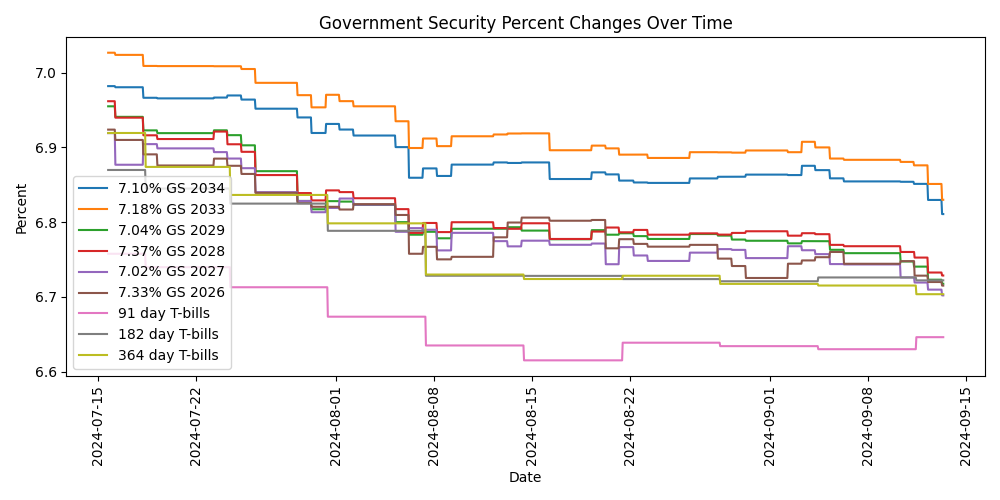 Government Security Percent Changes Over Time
Percent
7.0
6.9
6.8
6.7
6.6
7.10% GS 2034
7.18% GS 2033
7.04% GS 2029
7.37% GS 2028
7.02% GS 2027
7.33% GS 2026
91 day T-bills
182 day T-bills
364 day T-bills
2024-07-15
2024-07-22
2024-08-01
2024-08-08
2024-08-15
2024-08-22
2024-09-01
2024-09-08
2024-09-15
Date